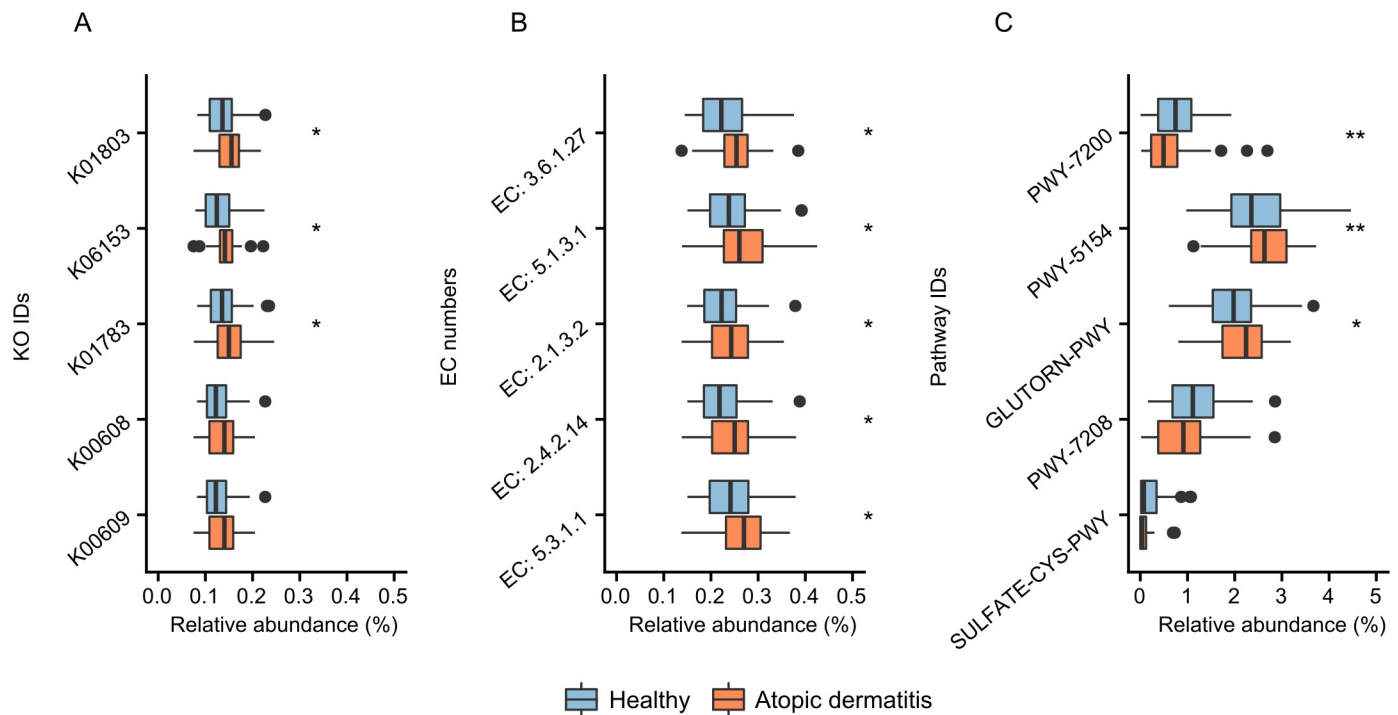 A
B
C
KO IDs
K01803
*
K06153
*
K01783
*
K00608
K00609
0.0 0.1 0.2 0.3 0.4 0.5
Relative abundance (%)
EC numbers
EC: 3.6.1.27
*
EC: 5.1.3.1
*
EC: 2.1.3.2
*
EC: 2.4.2.14
*
EC: 5.3.1.1
*
0.0 0.1 0.2 0.3 0.4 0.5
Relative abundance (%)
Pathway IDs
PWY-7200
**
PWY-5154
**
GLUTORN-PWY
*
PWY-7208
SULFATE-CYS-PWY
0 1 2 3 4 5
Relative abundance (%)
Healthy
Atopic dermatitis